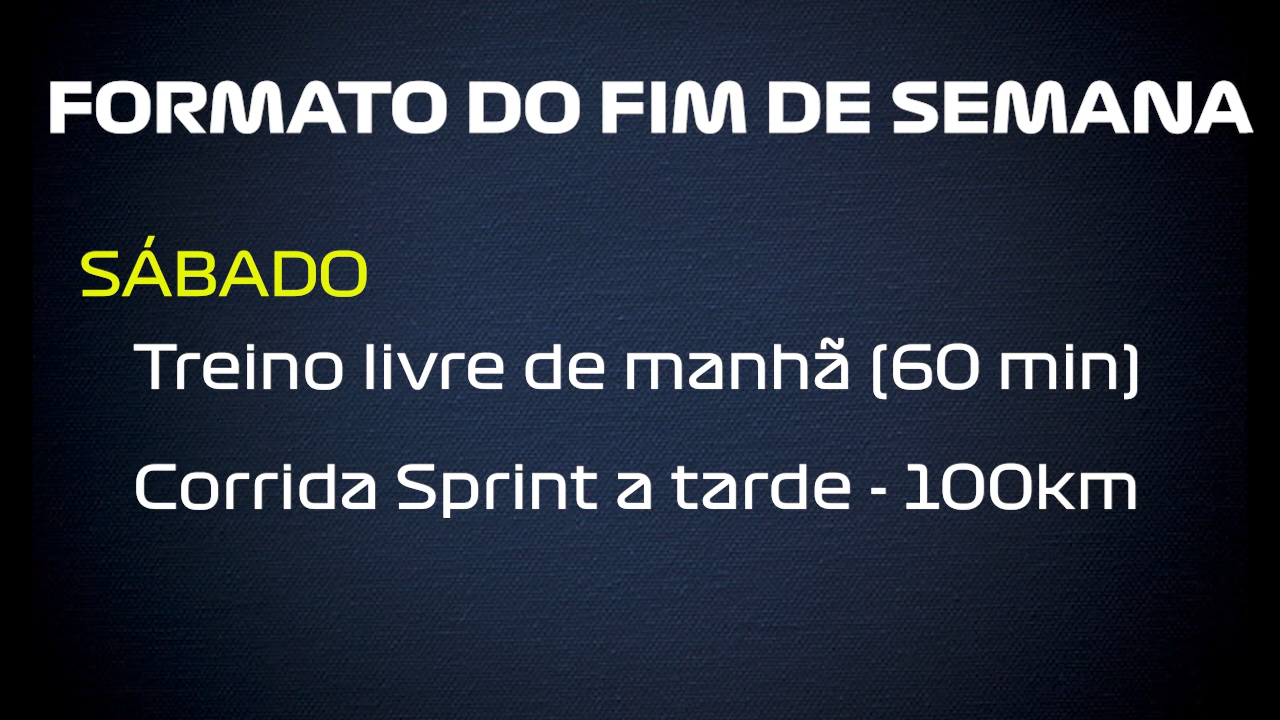 FORMATO DO FIM DE SEMANA
SÁBADO
Treino livre de manhã (60 min)
Corrida Sprint a tarde - 100km